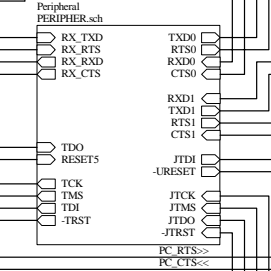 Peripheral
PERIPHER.sch
RX_TXD TXD0
RX_RTS RTS0
RX_RXD RXD0
RX_CTS CTS0
RXD1
TXD1
RTS1
CTS1
TDO JTDI
RESET5 -URESET
TCK JTCK
TMS JTMS
TDI JTDO
-TRST -JTRST
PC_RTS>>
PC_CTS<<